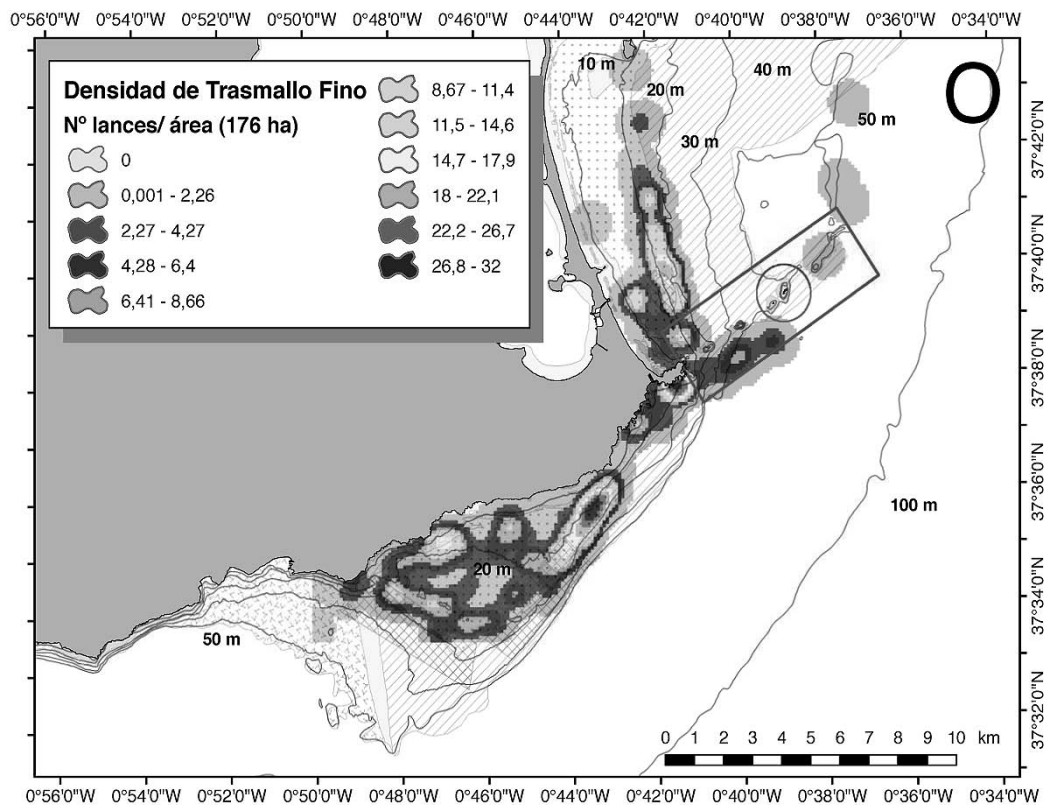 0°56'0"W 0°54'0"W 0°52'0"W 0°50'0"W 0°48'0"W 0°46'0"W 0°44'0"W 0°42'0"W 0°40'0"W 0°38'0"W 0°36'0"W 0°34'0"W
Densidad de Trasmallo Fino
Nº lances/ área (176 ha)
0
0,001 - 2,26
2,27 - 4,27
4,28 - 6,4
6,41 - 8,66
8,67 - 11,4
11,5 - 14,6
14,7 - 17,9
18 - 22,1
22,2 - 26,7
26,8 - 32
10 m
20 m
30 m
40 m
50 m
O
100 m
20 m
50 m
37°42'0"N
37°40'0"N
37°38'0"N
37°36'0"N
37°34'0"N
37°32'0"N
0 1 2 3 4 5 6 7 8 9 10 km
0°56'0"W 0°54'0"W 0°52'0"W 0°50'0"W 0°48'0"W 0°46'0"W 0°44'0"W 0°42'0"W 0°40'0"W 0°38'0"W 0°36'0"W 0°34'0"W